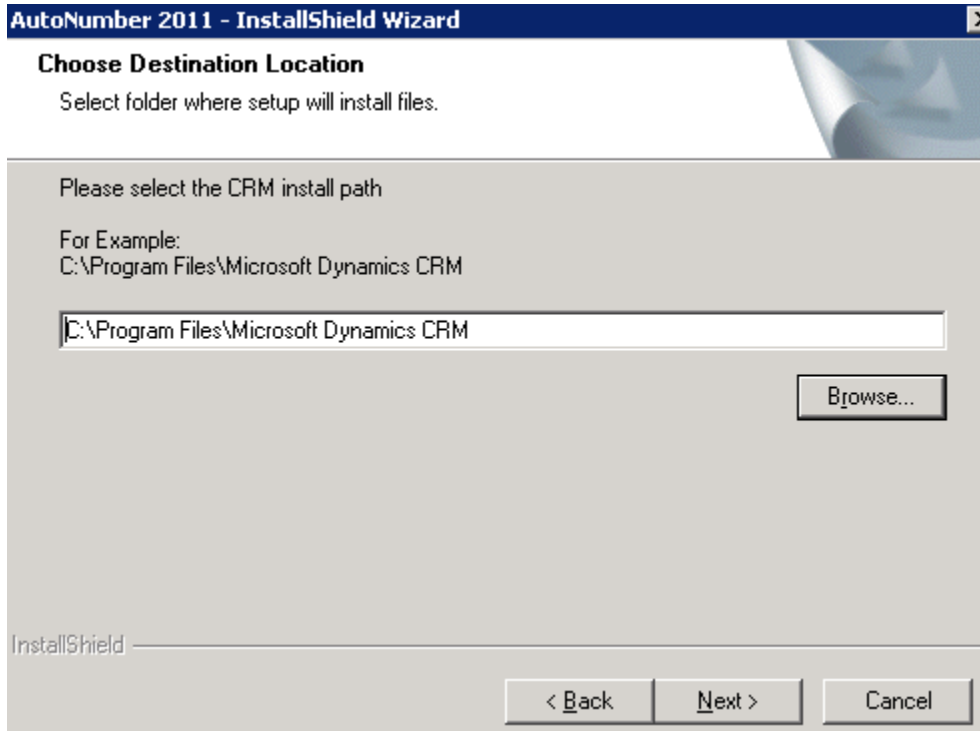 AutoNumber 2011 - InstallShield Wizard
Choose Destination Location
Select folder where setup will install files.
Please select the CRM install path
For Example:
C:\Program Files\Microsoft Dynamics CRM
C:\Program Files\Microsoft Dynamics CRM
Browse...
InstallShield
< Back Next > Cancel